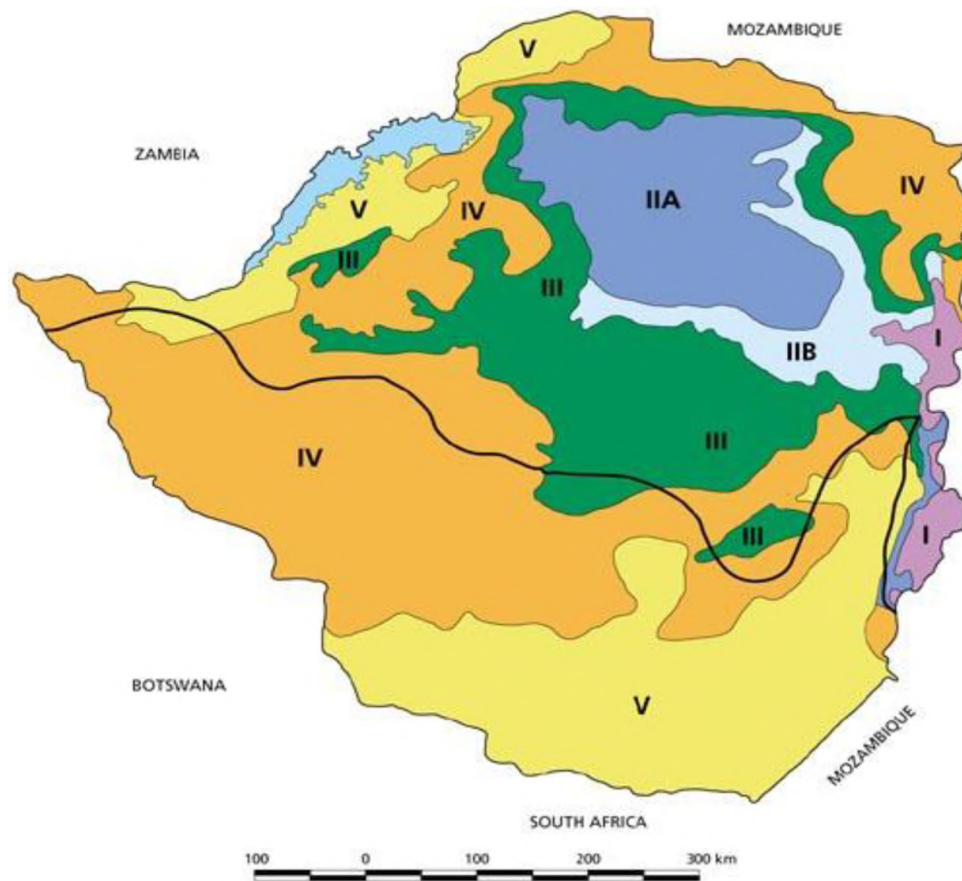 V
MOZAMBIQUE
ZAMBIA
IV
IIA
V
IV
III
III
I
IIB
III
IV
III
I
BOTSWANA
V
MOZAMBIQUE
SOUTH AFRICA
100 0 100 200 300 km